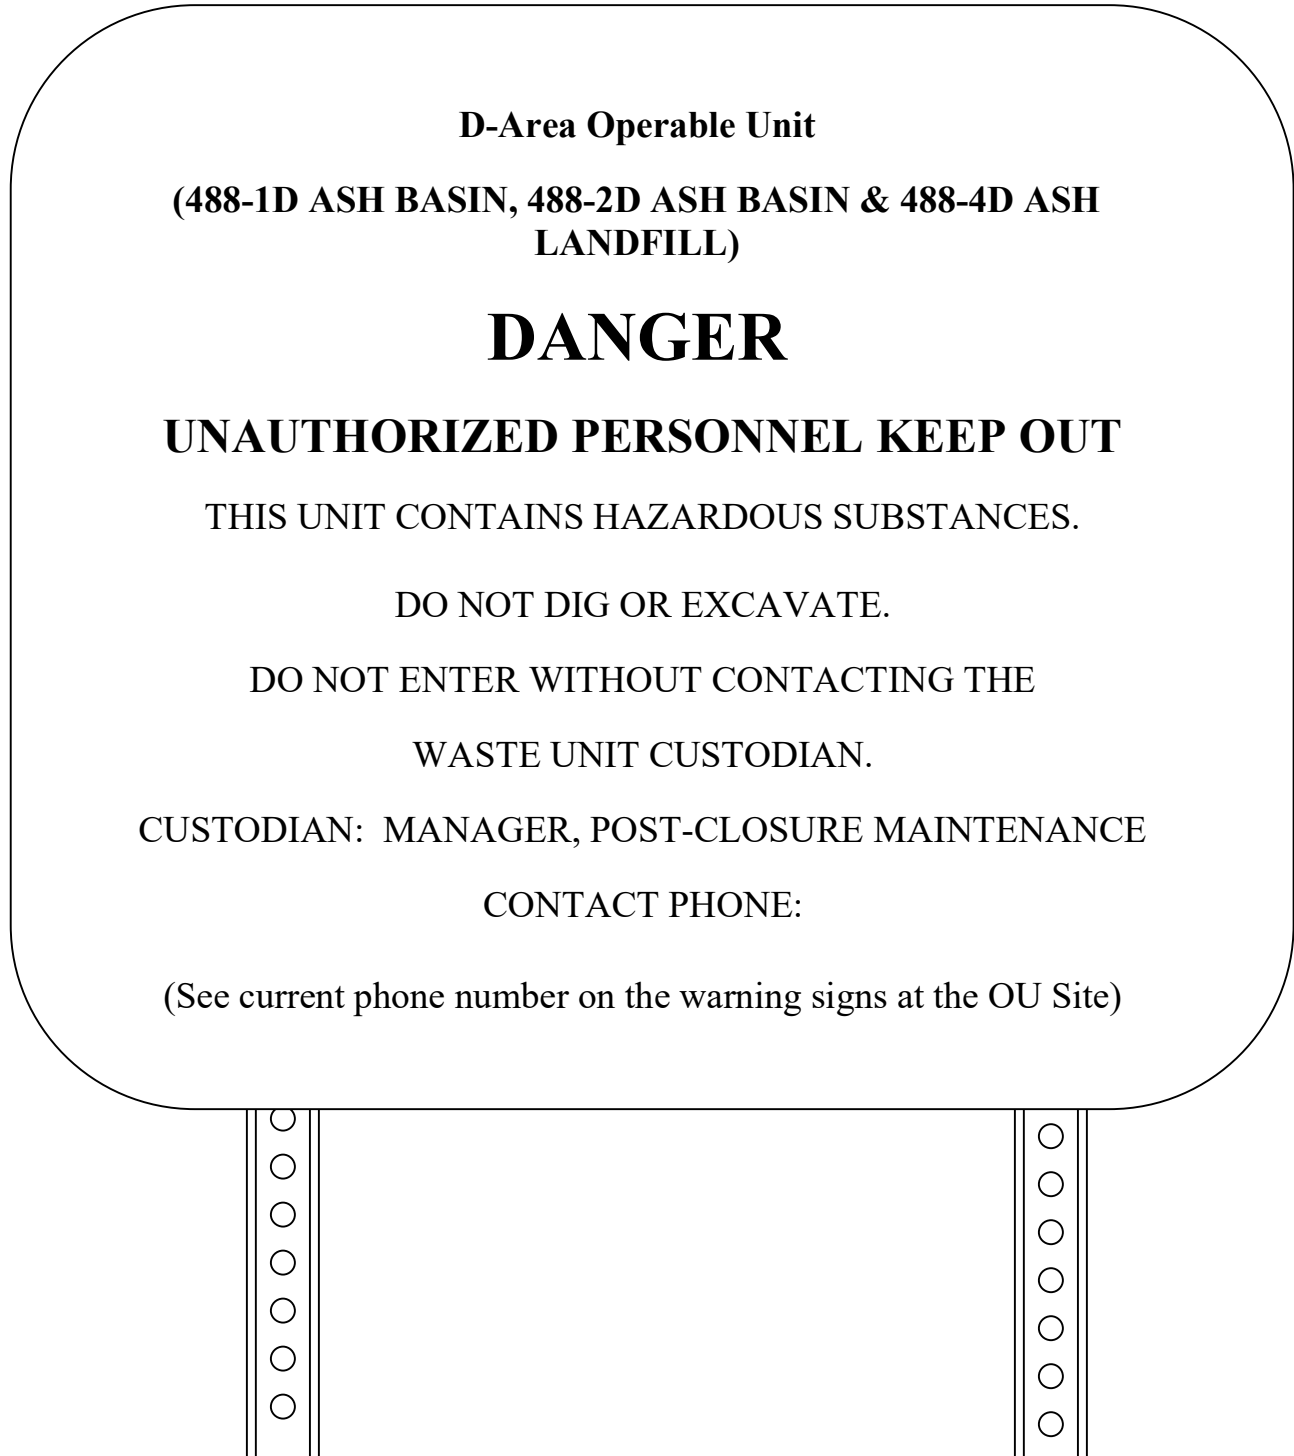 D-Area Operable Unit
(488-1D ASH BASIN, 488-2D ASH BASIN & 488-4D ASH
LANDFILL)
DANGER
UNAUTHORIZED PERSONNEL KEEP OUT
THIS UNIT CONTAINS HAZARDOUS SUBSTANCES.
DO NOT DIG OR EXCAVATE.
DO NOT ENTER WITHOUT CONTACTING THE
WASTE UNIT CUSTODIAN.
CUSTODIAN:  MANAGER, POST-CLOSURE MAINTENANCE
CONTACT PHONE:
(See current phone number on the warning signs at the OU Site)